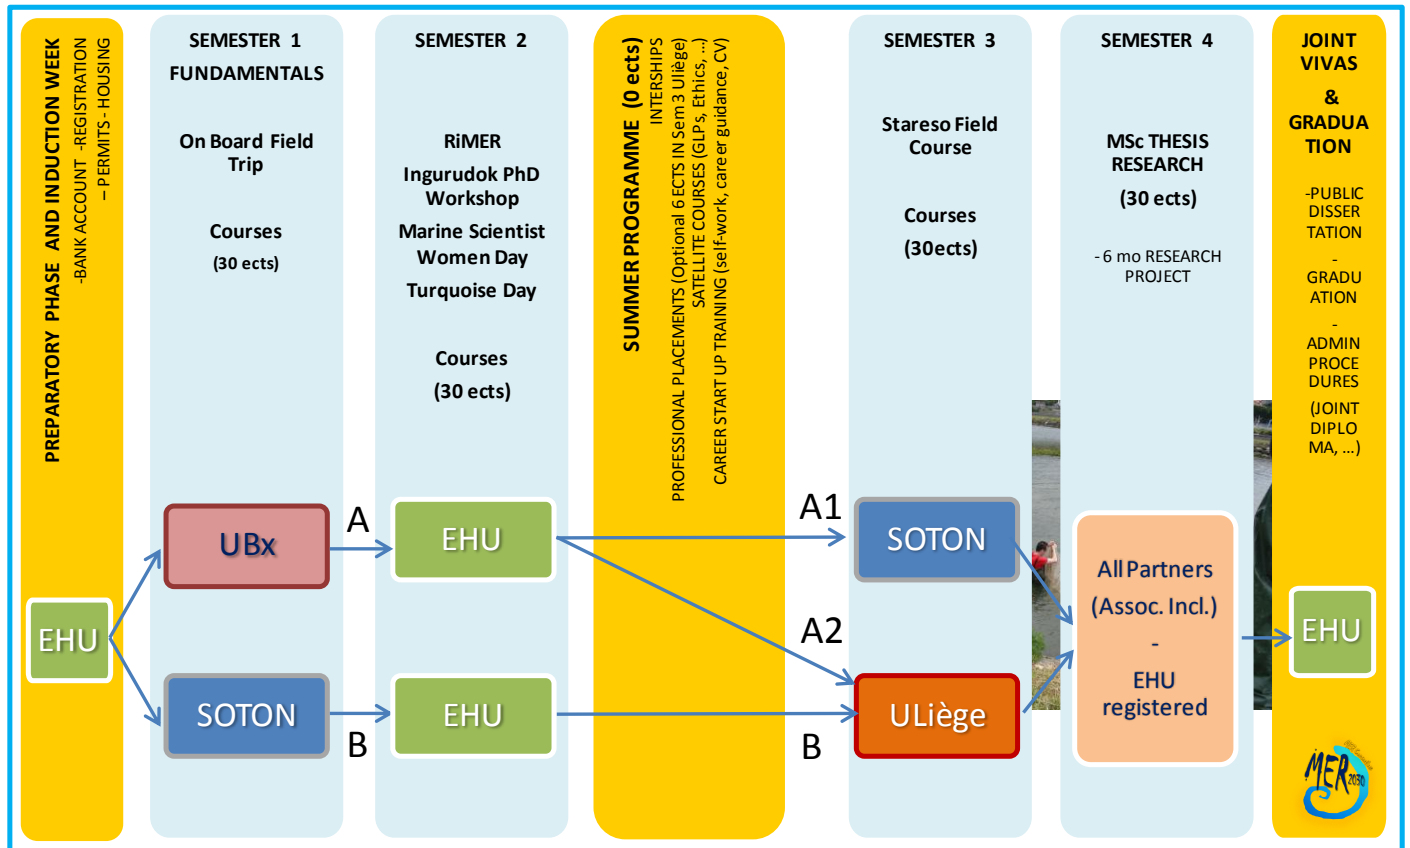 PREPARATORY PHASE AND INDUCTION WEEK
-BANK ACCOUNT -REGISTRATION
– PERMITS - HOUSING
EHU
SEMESTER 1
FUNDAMENTALS
On Board Field
Trip
Courses
(30 ects)
UBx
SOTON
A
B
SEMESTER 2
RiMER
Ingurudok PhD
Workshop
Marine Scientist
Women Day
Turquoise Day
Courses
(30 ects)
EHU
EHU
SUMMER PROGRAMME (0 ects)
INTERSHIPS
PROFESSIONAL PLACEMENTS (Optional 6 ECTS IN Sem 3 Uliège)
SATELLITE COURSES (GLPs, Ethics, …)
CAREER START UP TRAINING (self-work, career guidance, CV)
A1
A2
B
SEMESTER 3
Stareso Field
Course
Courses
(30ects)
SOTON
ULiège
SEMESTER 4
MSc THESIS
RESEARCH
(30 ects)
- 6 mo RESEARCH
PROJECT
All Partners
(Assoc. Incl.)
-
EHU
registered
JOINT
VIVAS
&
GRADUA
TION
-PUBLIC
DISSER
TATION
-
GRADU
ATION
-
ADMIN
PROCE
DURES
(JOINT
DIPLO
MA, …)
EHU
MER
2030